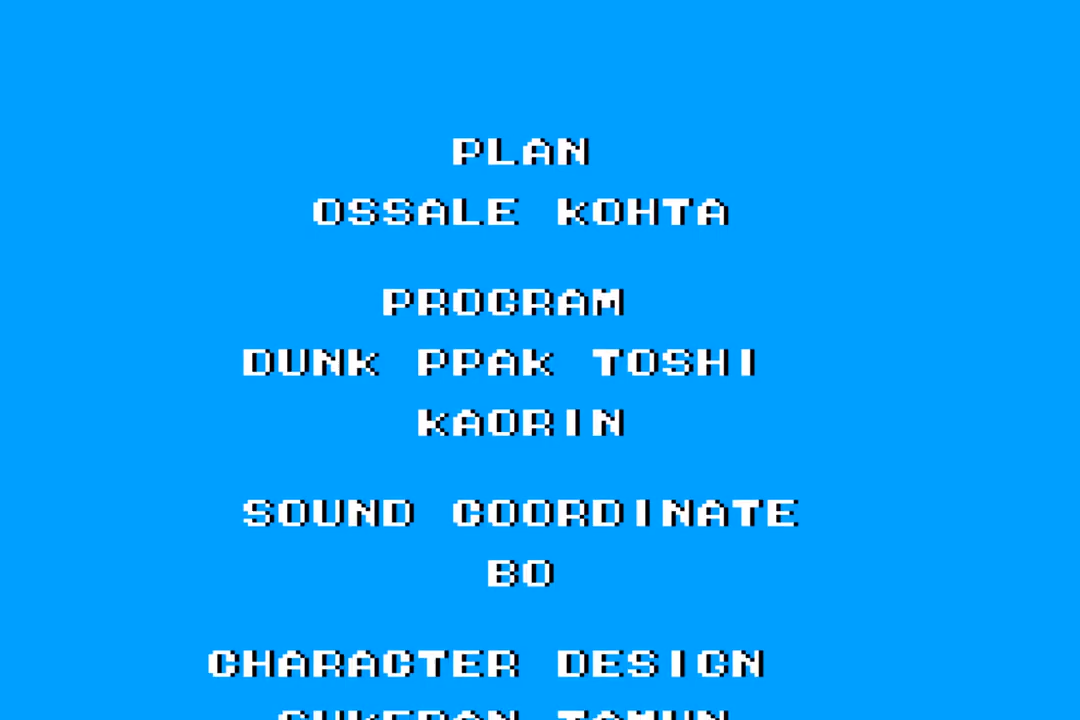 PLAN
OSSALE KOHTA
PROGRAM
DUNK PPAK TOSHI
KAORIN
SOUND COORDINATE
BO
CHARACTER DESIGN